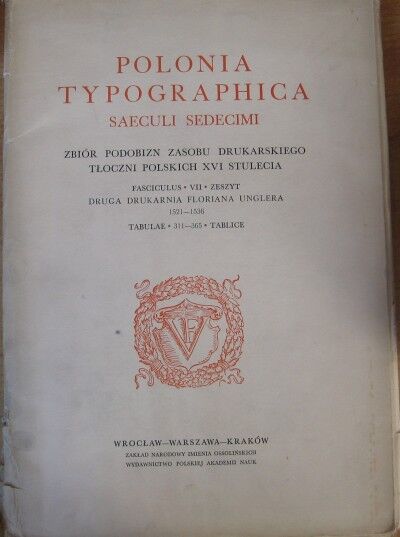 POLONIA
TYPOGRAPHICA
SAECULI SEDECIMI
ZBIÓR PODOBIZN ZASOBU DRUKARSKIEGO
TŁOCZNI POLSKICH XVI STULECIA
FASCICULUS • VII • ZESZYT
DRUGA DRUKARNIA FLORIANA UNGLERA
1521—1536
TABULAE • 311—365 • TABLICE
WROCŁAW—WARSZAWA—KRAKÓW
ZAKŁAD NARODOWY IMIENIA OSSOLIŃSKICH
WYDAWNICTWO POLSKIEJ AKADEMII NAUK